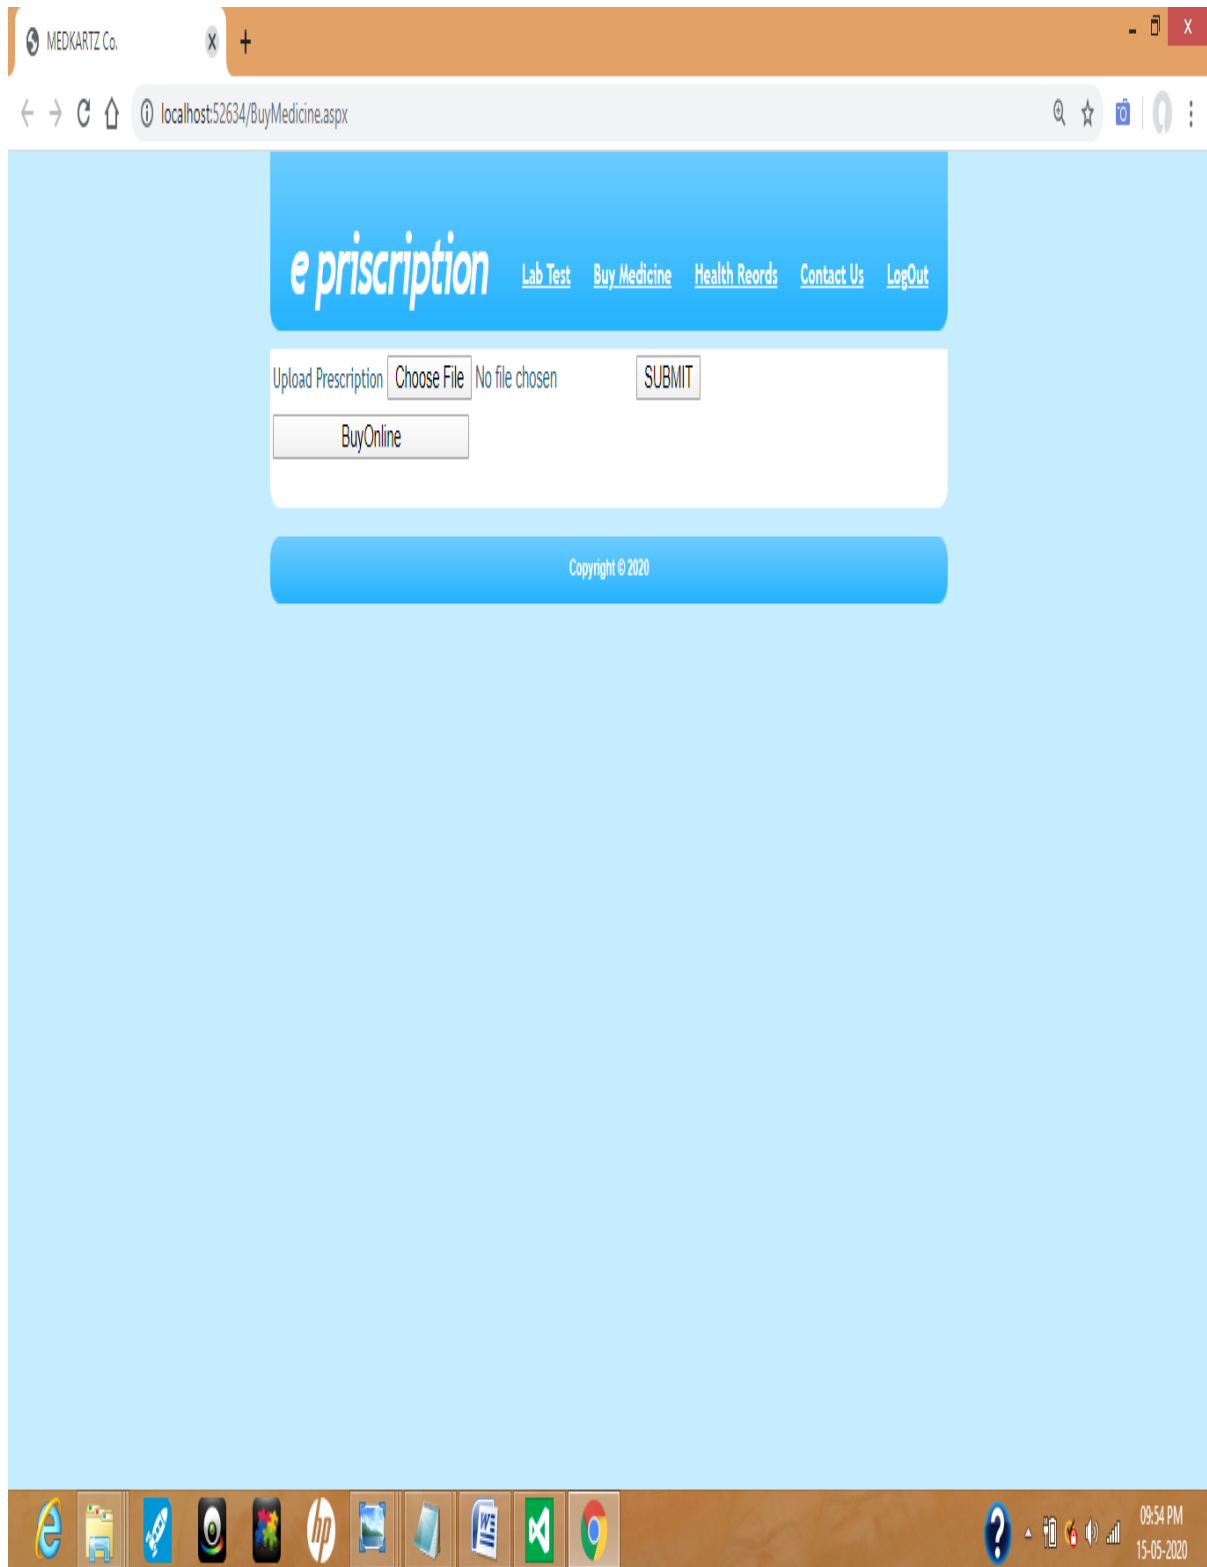 MEDKARTZ Co.
localhost:52634/BuyMedicine.aspx
e priscription Lab Test Buy Medicine Health Reords Contact Us LogOut
Upload Prescription Choose File No file chosen SUBMIT
BuyOnline
Copyright © 2020
hp
09:54 PM
15-05-2020